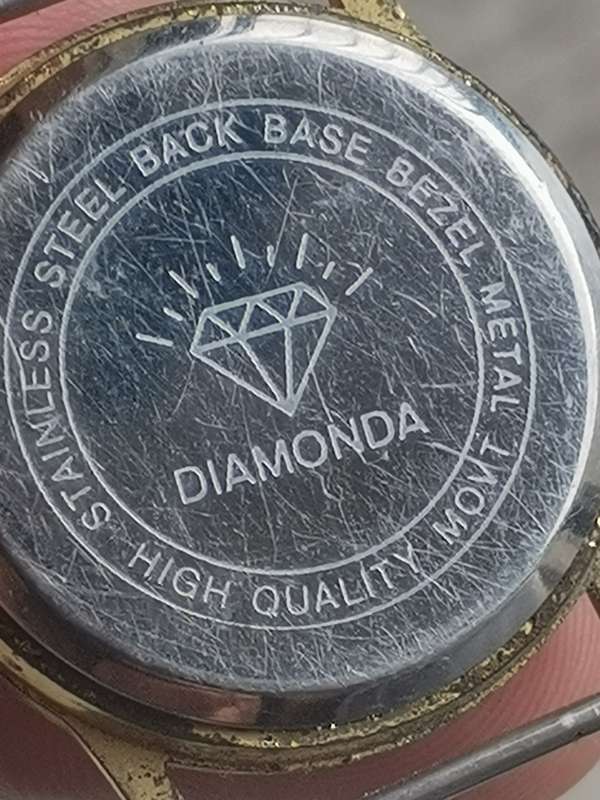 STAINLESS STEEL BACK BASE BEZEL METAL
HIGH QUALITY MOVT
DIAMONDA